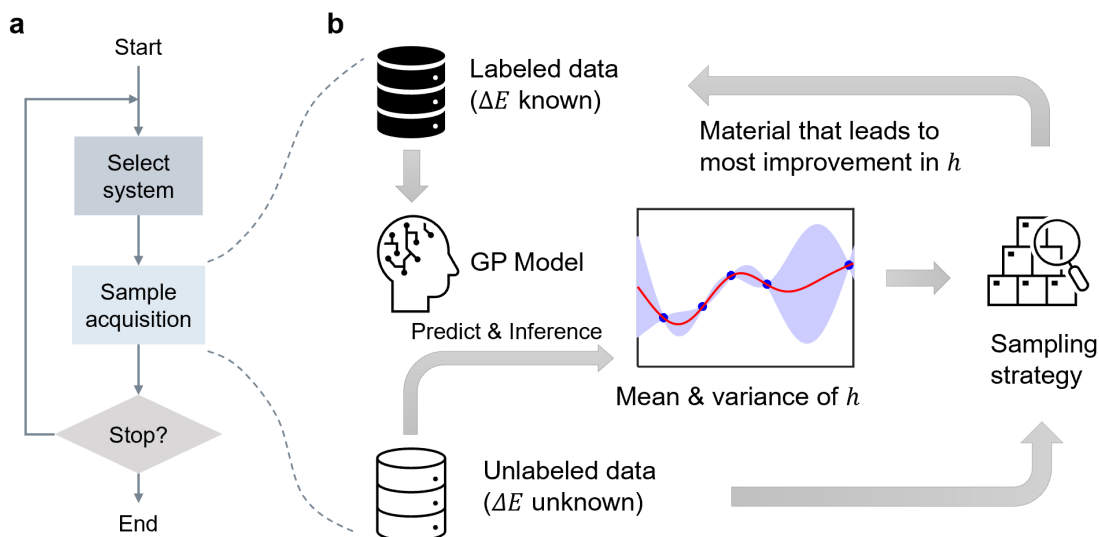 a
Start
Select
system
Sample
acquisition
Stop?
End
b
Labeled data
(ΔE known)
Material that leads to
most improvement in h
GP Model
Predict & Inference
Mean & variance of h
Sampling
strategy
Unlabeled data
(ΔE unknown)